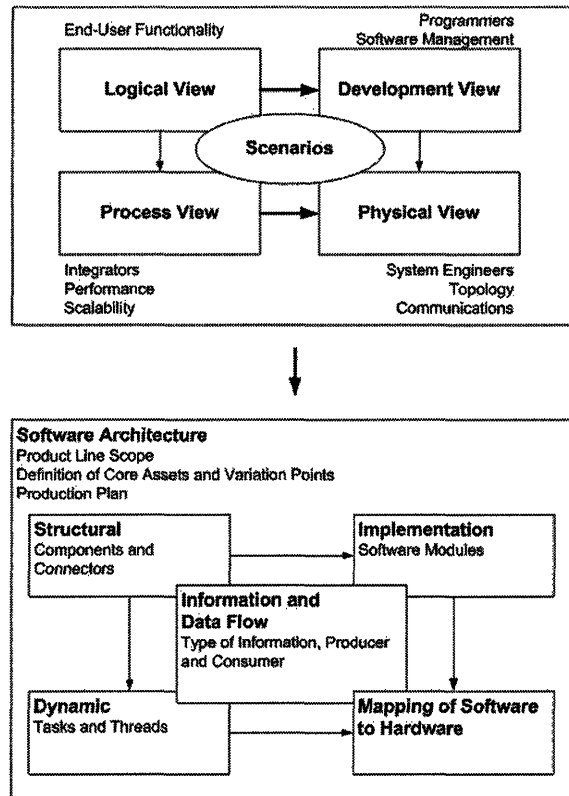 End-User Functionality
Programmers
Software Management
Logical View
Development View
Scenarios
Process View
Physical View
Integrators
Performance
Scalability
System Engineers
Topology
Communications
Software Architecture
Product Line Scope
Definition of Core Assets and Variation Points
Production Plan
Structural
Components and
Connectors
Implementation
Software Modules
Information and
Data Flow
Type of Information, Producer
and Consumer
Dynamic
Tasks and Threads
Mapping of Software
to Hardware